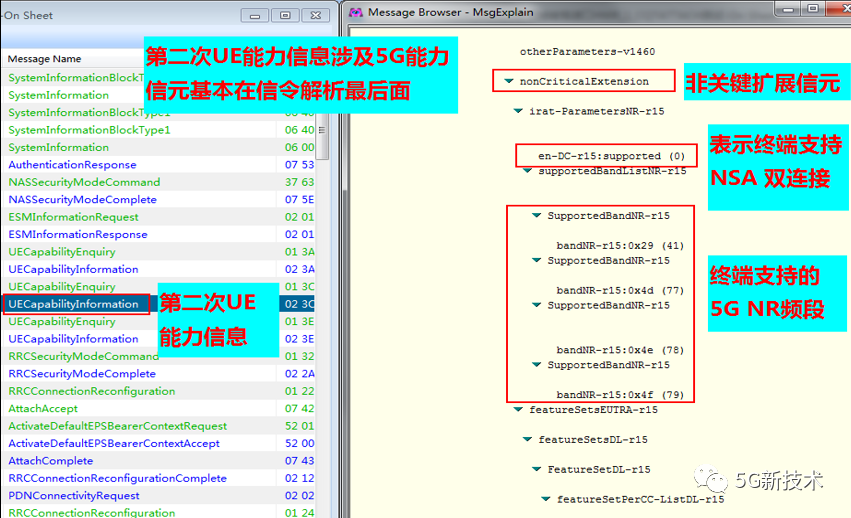 On Sheet
Message Name
SystemInformationBlockT
SystemInformation
SystemInformationBlockT
SystemInformationBlockType1 06 40
SystemInformation 06 00
AuthenticationResponse 07 53
NASSecurityModeCommand 37 63
NASSecurityModeComplete 07 5E
ESMInformationRequest 02 01
ESMInformationResponse 02 01
UECapabilityEnquiry 01 3A
UECapabilityInformation 02 3A
UECapabilityEnquiry 01 3C
UECapabilityInformation 02 3C
UECapabilityEnquiry 01 3E
UECapabilityInformation 02 3E
RRCSecurityModeCommand 01 32
RRCSecurityModeComplete 02 2A
RRCConnectionReconfiguration 01 22
AttachAccept 07 42
ActivateDefaultEPSBearerContextRequest 52 01
ActivateDefaultEPSBearerContextAccept 52 00
AttachComplete 07 43
RRCConnectionReconfigurationComplete 02 12
PDNConnectivityRequest 02 02
RRCConnectionReconfiguration 01 24
第二次UE能力信息涉及5G能力
信元基本在信令解析最后面
第二次UE
能力信息
Message Browser - MsgExplain
otherParameters-v1460
nonCriticalExtension
非关键扩展信元
irat-ParametersNR-r15
en-DC-r15:supported (0)
表示终端支持
NSA 双连接
supportedBandListNR-r15
SupportedBandNR-r15
bandNR-r15:0x29 (41)
SupportedBandNR-r15
bandNR-r15:0x4d (77)
SupportedBandNR-r15
bandNR-r15:0x4e (78)
SupportedBandNR-r15
bandNR-r15:0x4f (79)
终端支持的
5G NR频段
featureSetsEUTRA-r15
featureSetsDL-r15
FeatureSetDL-r15
featureSetPerCC-ListDL-r15
5G新技术